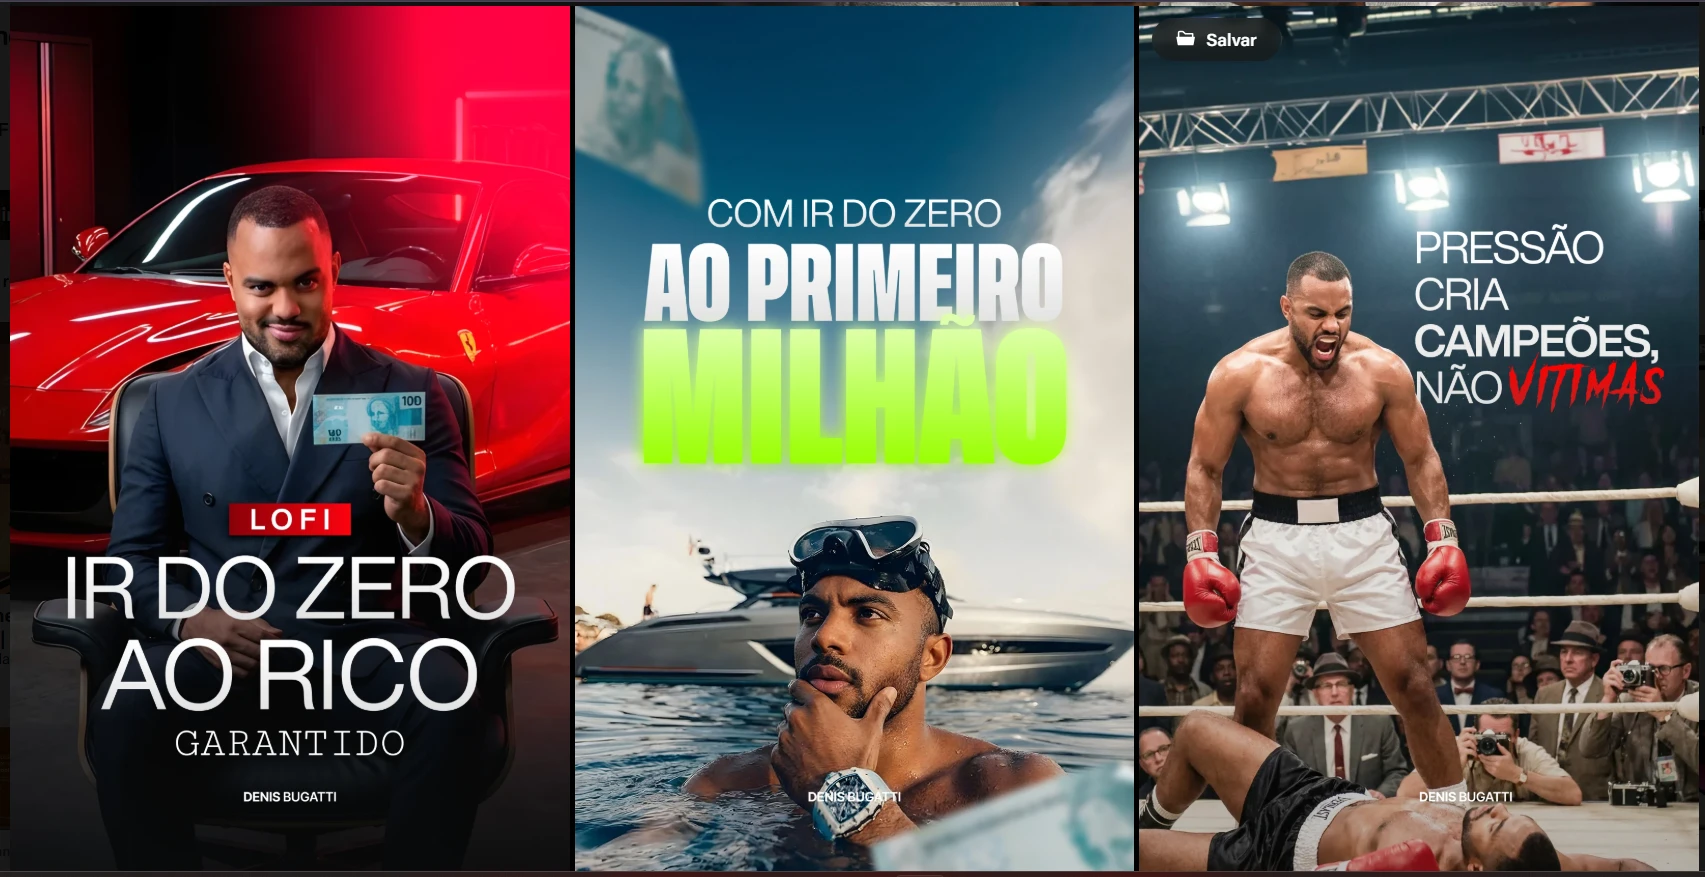 LOFI
IR DO ZERO
AO RICO
GARANTIDO
DENIS BUGATTI
100
COM IR DO ZERO
AO PRIMEIRO
MILHÃO
DENIS BUGATTI
Salvar
PRESSÃO
CRIA
CAMPEÕES,
NÃO VITIMAS
DENIS BUGATTI